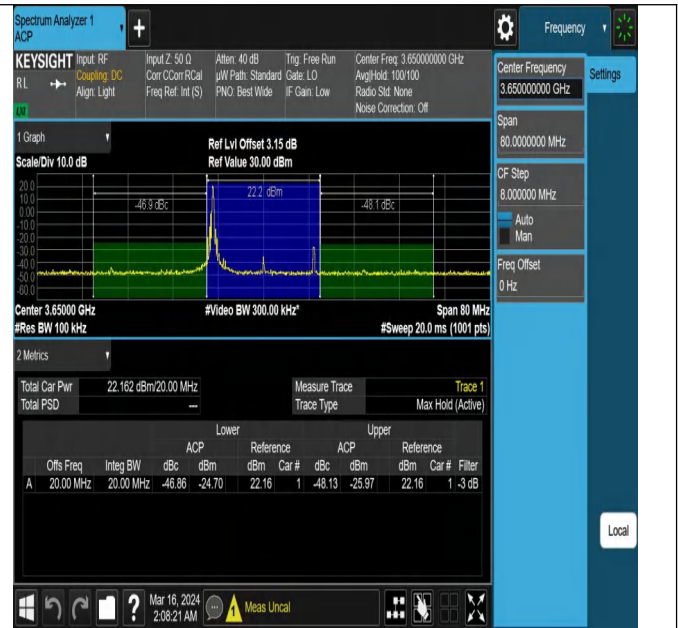 Spectrum Analyzer 1
ACP
Frequency
KEYSIGHT Input: RF Input Z: 50 Ω Atten: 40 dB Trig: Free Run Center Freq: 3.650000000 GHz
RL Coupling: DC Corr CCorr RCal µW Path: Standard Gate: LO Avg|Hold: 100/100
Align: Light Freq Ref: Int (S) PNO: Best Wide IF Gain: Low Radio Std: None
Noise Correction: Off
Center Frequency
3.650000000 GHz
Settings
Span
80.0000000 MHz
CF Step
8.000000 MHz
Auto
Man
Freq Offset
0 Hz
Local
1 Graph
Scale/Div 10.0 dB
Ref Lvl Offset 3.15 dB
Ref Value 30.00 dBm
20.0
10.0
0.00
-10.0
-20.0
-30.0
-40.0
-50.0
-60.0
-46.9 dBc
22.2 dBm
-48.1 dBc
Center 3.65000 GHz #Video BW 300.00 kHz* Span 80 MHz
#Res BW 100 kHz #Sweep 20.0 ms (1001 pts)
2 Metrics
Total Car Pwr 22.162 dBm/20.00 MHz Measure Trace Trace 1
Total PSD --- Trace Type Max Hold (Active)
Lower Upper
ACP Reference ACP Reference
Offs Freq Integ BW dBc dBm dBm Car # dBc dBm dBm Car # Filter
A 20.00 MHz 20.00 MHz -46.86 -24.70 22.16 1 -48.13 -25.97 22.16 1 -3 dB
? Mar 16, 2024
2:08:21 AM
1 Meas Uncal